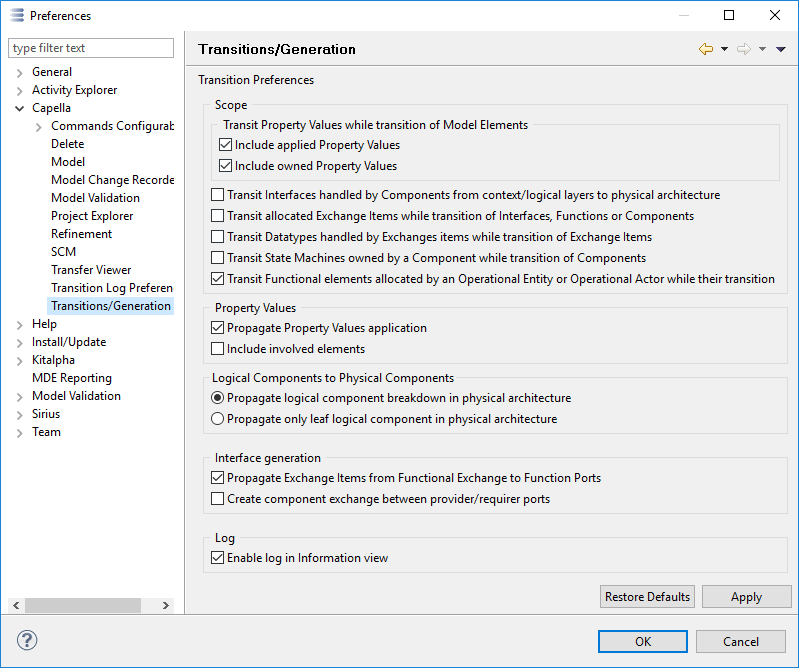 Preferences
type filter text
General
Activity Explorer
Capella
Commands Configurab
Delete
Model
Model Change Recorde
Model Validation
Project Explorer
Refinement
SCM
Transfer Viewer
Transition Log Preferen
Transitions/Generation
Help
Install/Update
Kitalpha
MDE Reporting
Model Validation
Sirius
Team
Transitions/Generation
Transition Preferences
Scope
Transit Property Values while transition of Model Elements
Include applied Property Values
Include owned Property Values
Transit Interfaces handled by Components from context/logical layers to physical architecture
Transit allocated Exchange Items while transition of Interfaces, Functions or Components
Transit Datatypes handled by Exchanges items while transition of Exchange Items
Transit State Machines owned by a Component while transition of Components
Transit Functional elements allocated by an Operational Entity or Operational Actor while their transition
Property Values
Propagate Property Values application
Include involved elements
Logical Components to Physical Components
Propagate logical component breakdown in physical architecture
Propagate only leaf logical component in physical architecture
Interface generation
Propagate Exchange Items from Functional Exchange to Function Ports
Create component exchange between provider/requirer ports
Log
Enable log in Information view
Restore Defaults
Apply
?
OK
Cancel